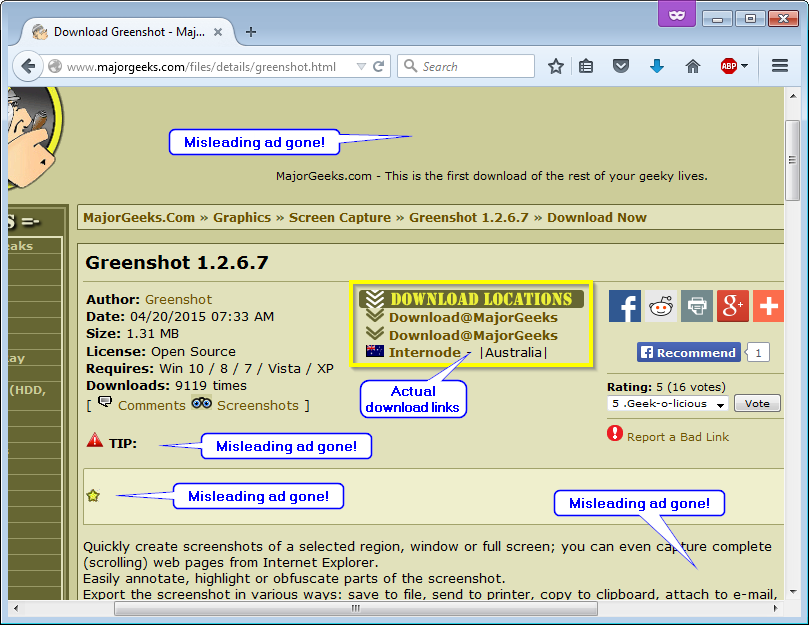 Download Greenshot - Maj...
www.majorgeeks.com/files/details/greenshot.html
Search
ABP
Misleading ad gone!
MajorGeeks.com - This is the first download of the rest of your geeky lives.
S =-
MajorGeeks.Com » Graphics » Screen Capture » Greenshot 1.2.6.7 » Download Now
eaks
Greenshot 1.2.6.7
Author: Greenshot
Date: 04/20/2015 07:33 AM
Size: 1.31 MB
License: Open Source
Requires: Win 10 / 8 / 7 / Vista / XP
Downloads: 9119 times
[ Comments Screenshots ]
DOWNLOAD LOCATIONS
Download@MajorGeeks
Download@MajorGeeks
Internode - |Australia|
Actual
download links
f
g+
+
f Recommend 1
Rating: 5 (16 votes)
5 .Geek-o-licious Vote
Report a Bad Link
lay
(HDD,
TIP:
Misleading ad gone!
Misleading ad gone!
Misleading ad gone!
Quickly create screenshots of a selected region, window or full screen; you can even capture complete
(scrolling) web pages from Internet Explorer.
Easily annotate, highlight or obfuscate parts of the screenshot.
Export the screenshot in various ways: save to file, send to printer, copy to clipboard, attach to e-mail,